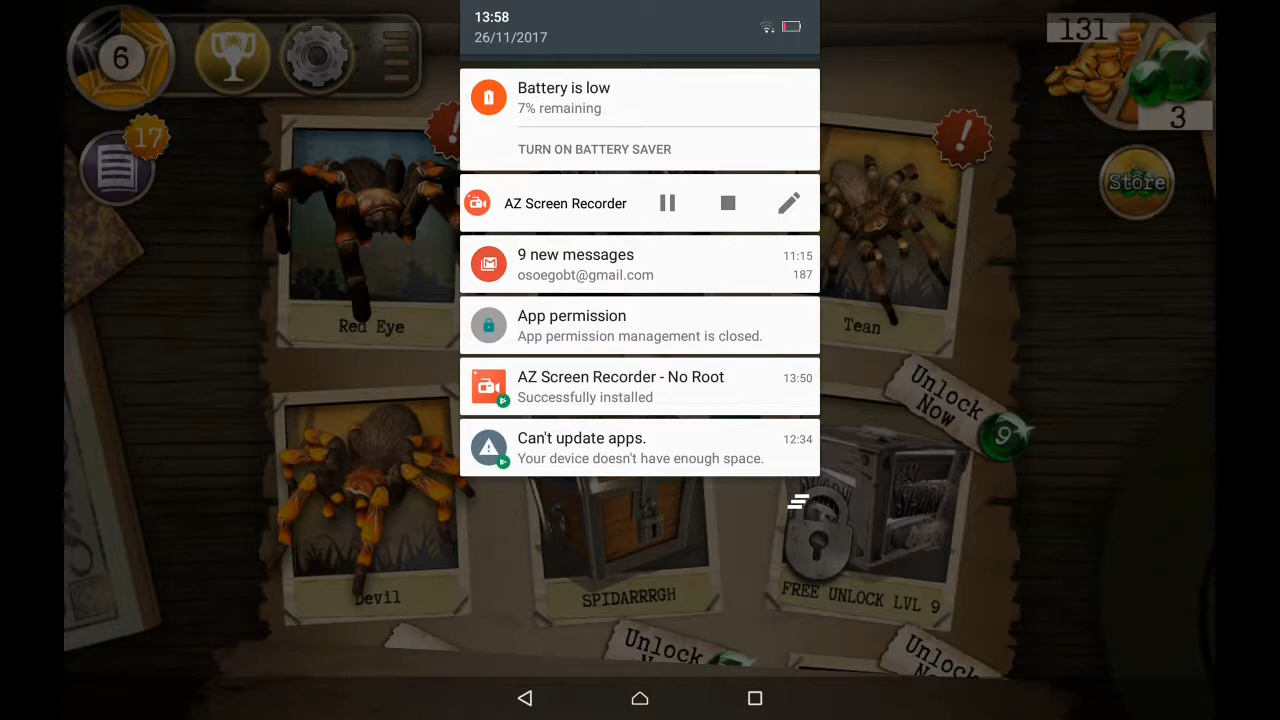 13:58
26/11/2017
6
131
3
17
Store
Battery is low
7% remaining
TURN ON BATTERY SAVER
AZ Screen Recorder
9 new messages
11:15
osoegobt@gmail.com
187
App permission
App permission management is closed.
AZ Screen Recorder - No Root
13:50
Successfully installed
Can't update apps.
12:34
Your device doesn't have enough space.
Red Eye
Tean
Unlock
Now
9
Devil
SPIDARRRGH
FREE UNLOCK LVL 9
Unlock
Unlock